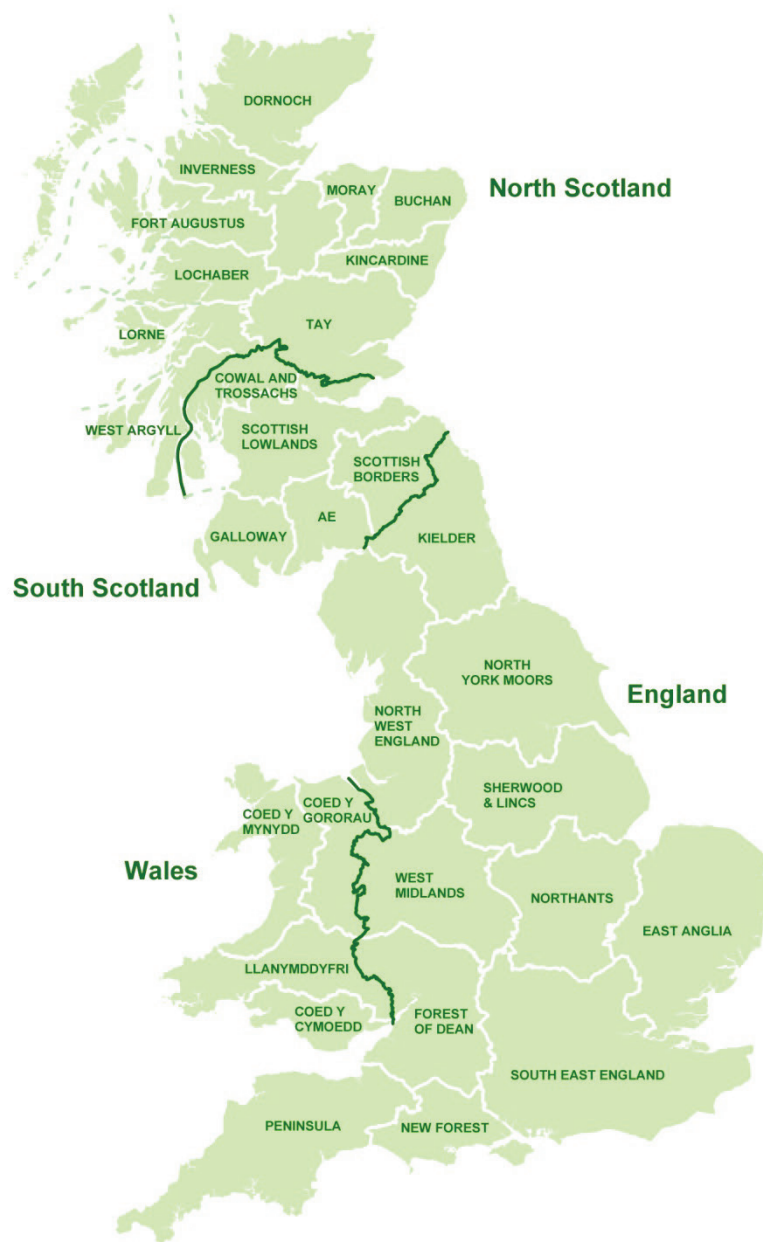 DORNOCH
INVERNESS
MORAY
North Scotland
BUCHAN
FORT AUGUSTUS
KINCARDINE
LOCHABER
TAY
LORNE
COWAL AND
TROSSACHS
WEST ARGYLL
SCOTTISH
LOWLANDS
SCOTTISH
BORDERS
AE
GALLOWAY
KIELDER
South Scotland
NORTH
YORK MOORS
England
NORTH
WEST
ENGLAND
SHERWOOD
& LINCS
COED Y
GORORAU
COED Y
MYNYDD
Wales
WEST
MIDLANDS
NORTHANTS
EAST ANGLIA
LLANYMDDYFRI
COED Y
CYMOEDD
FOREST
OF DEAN
SOUTH EAST ENGLAND
PENINSULA
NEW FOREST